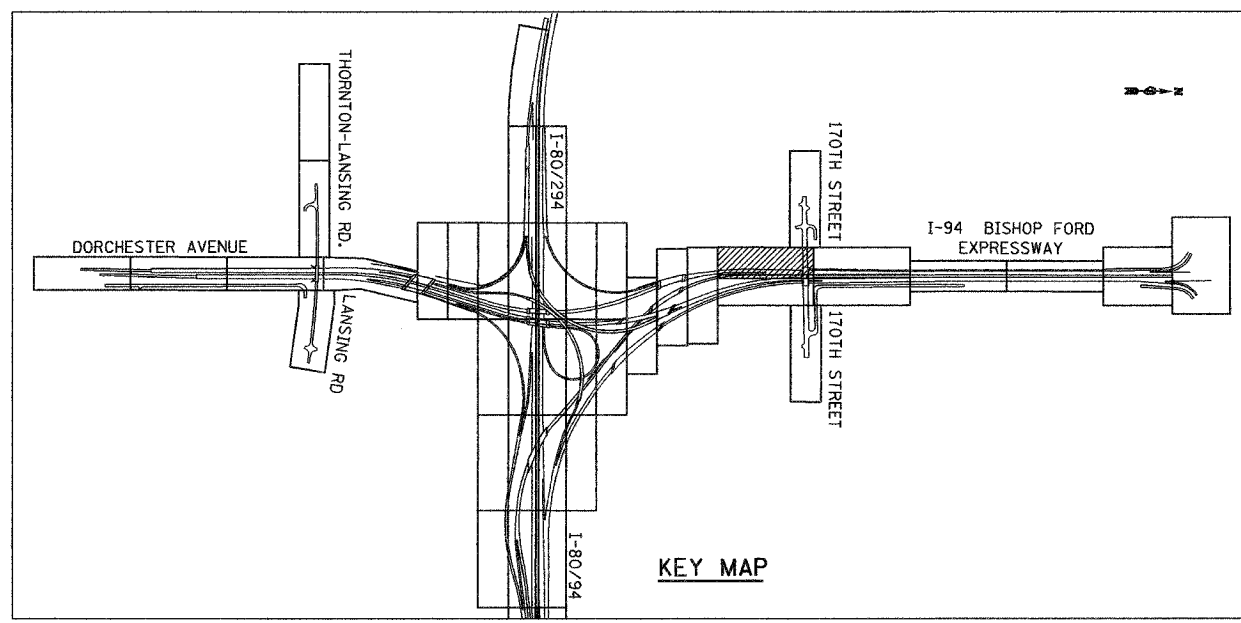 THORNTON-LANSING RD.
I-80/294
170TH STREET
N
I-94 BISHOP FORD
EXPRESSWAY
DORCHESTER AVENUE
LANSING RD
170TH STREET
I-80/94
KEY MAP